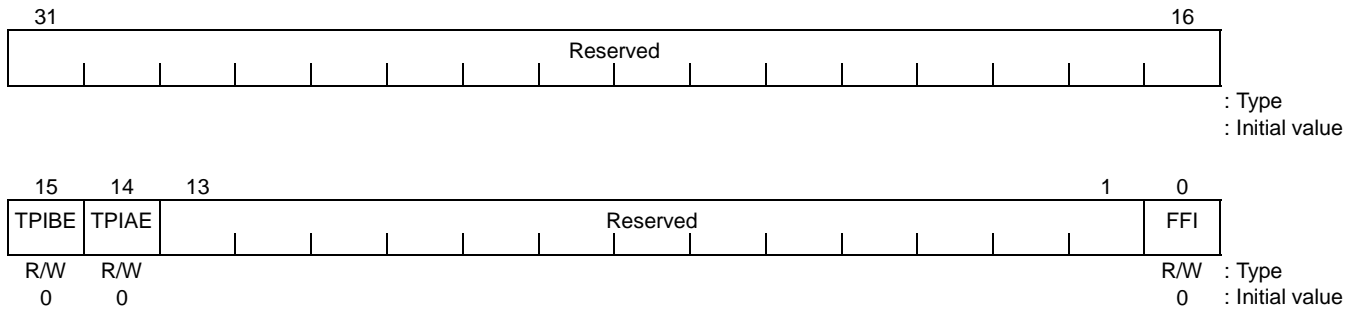 31 16
Reserved
: Type
: Initial value
15 14 13 1 0
TPIBE TPIAE Reserved FFI
R/W R/W R/W : Type
0 0 0 : Initial value